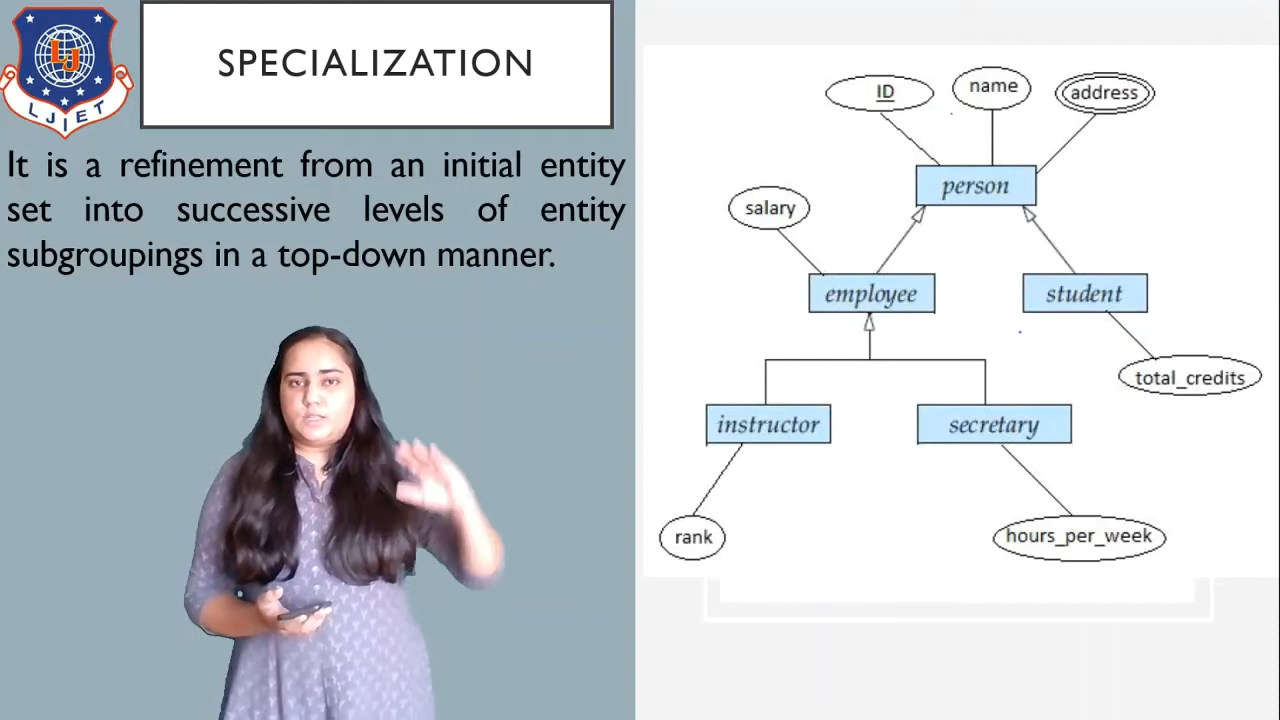 LJ
LJIET
SPECIALIZATION
It is a refinement from an initial entity
set into successive levels of entity
subgroupings in a top-down manner.
ID
name
address
person
salary
employee
student
total_credits
instructor
secretary
rank
hours_per_week